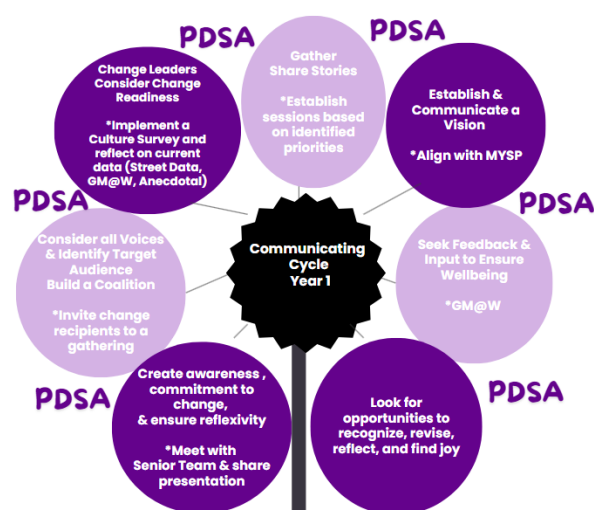 PDSA
PDSA
Gather
Share Stories
*Establish
sessions based
on identified
priorities
Change Leaders
Consider Change
Readiness
*Implement a
Culture Survey and
reflect on current
data (Street Data,
GM@W, Anecdotal)
Establish &
Communicate a
Vision
*Align with MYSP
PDSA
PDSA
Consider all Voices
& Identify Target
Audience
Build a Coalition
*Invite change
recipients to a
gathering
Communicating
Cycle
Year 1
Seek Feedback &
Input to Ensure
Wellbeing
*GM@W
PDSA
Create awareness ,
commitment to
change,
& ensure reflexivity
*Meet with
Senior Team & share
presentation
Look for
opportunities to
recognize, revise,
reflect, and find joy
PDSA